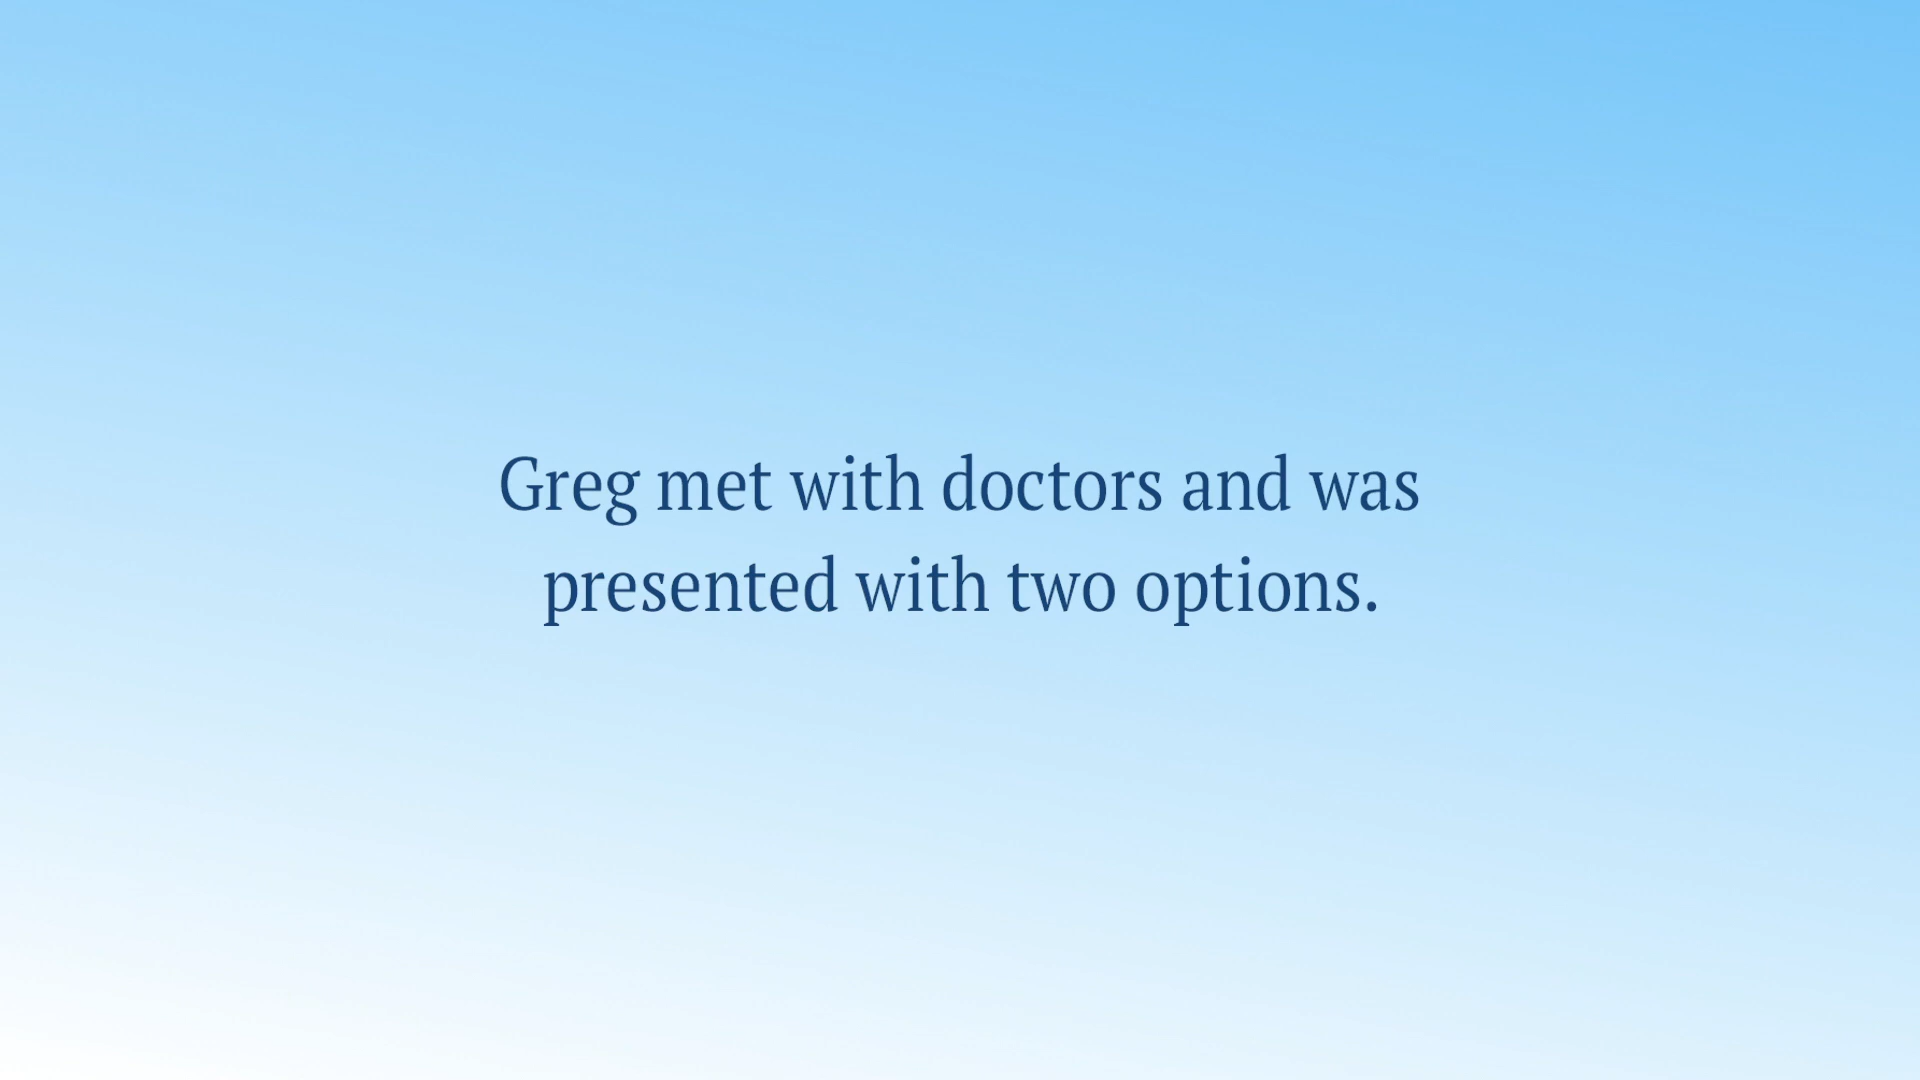 Greg met with doctors and was
presented with two options.